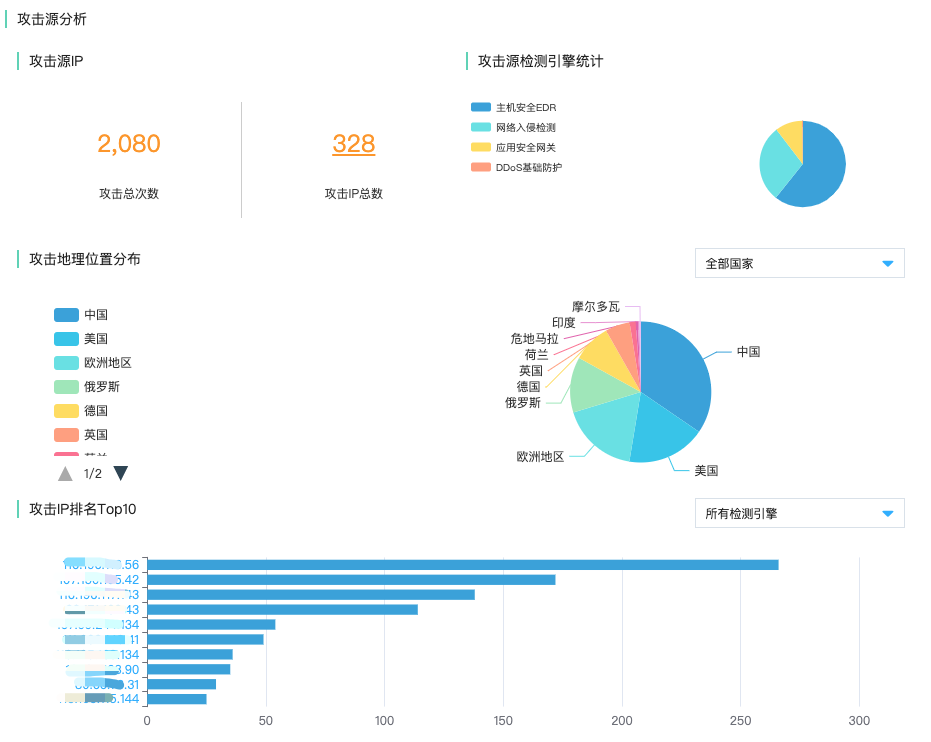 攻击源分析
攻击源IP
攻击源检测引擎统计
2,080
攻击总次数
328
攻击IP总数
主机安全EDR
网络入侵检测
应用安全网关
DDoS基础防护
攻击地理位置分布
全部国家
中国
美国
欧洲地区
俄罗斯
德国
英国
荷兰
1/2
摩尔多瓦
印度
危地马拉
荷兰
英国
德国
俄罗斯
欧洲地区
中国
美国
攻击IP排名Top10
所有检测引擎
.56
.42
43
43
134
41
.134
3.90
.31
.144
0 50 100 150 200 250 300